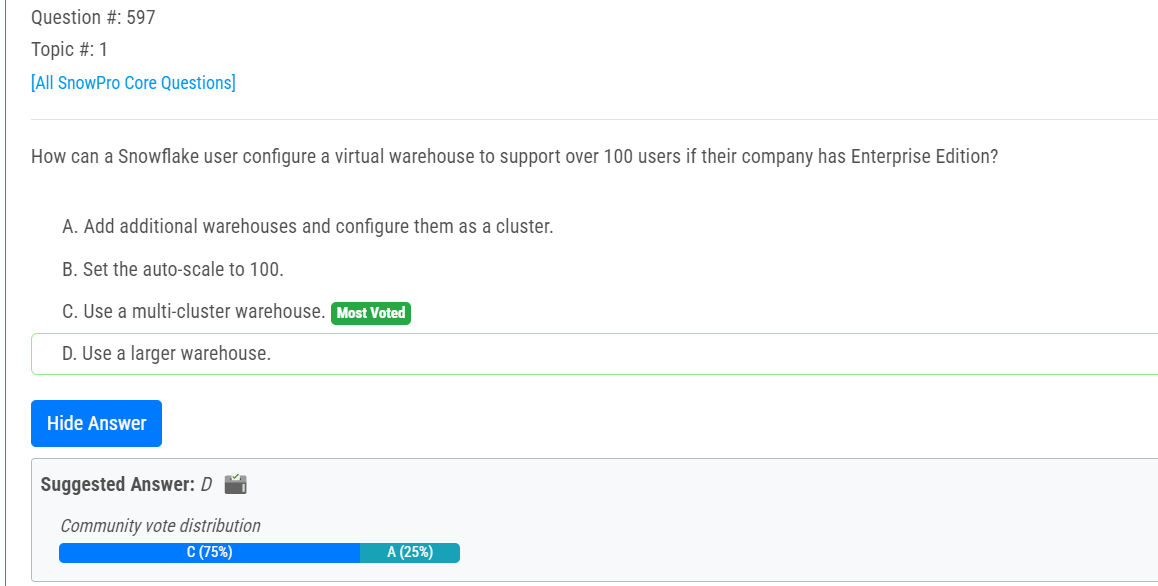 Question #: 597
Topic #: 1
[All SnowPro Core Questions]
How can a Snowflake user configure a virtual warehouse to support over 100 users if their company has Enterprise Edition?
A. Add additional warehouses and configure them as a cluster.
B. Set the auto-scale to 100.
C. Use a multi-cluster warehouse. Most Voted
D. Use a larger warehouse.
Hide Answer
Suggested Answer: D
Community vote distribution
C (75%) A (25%)